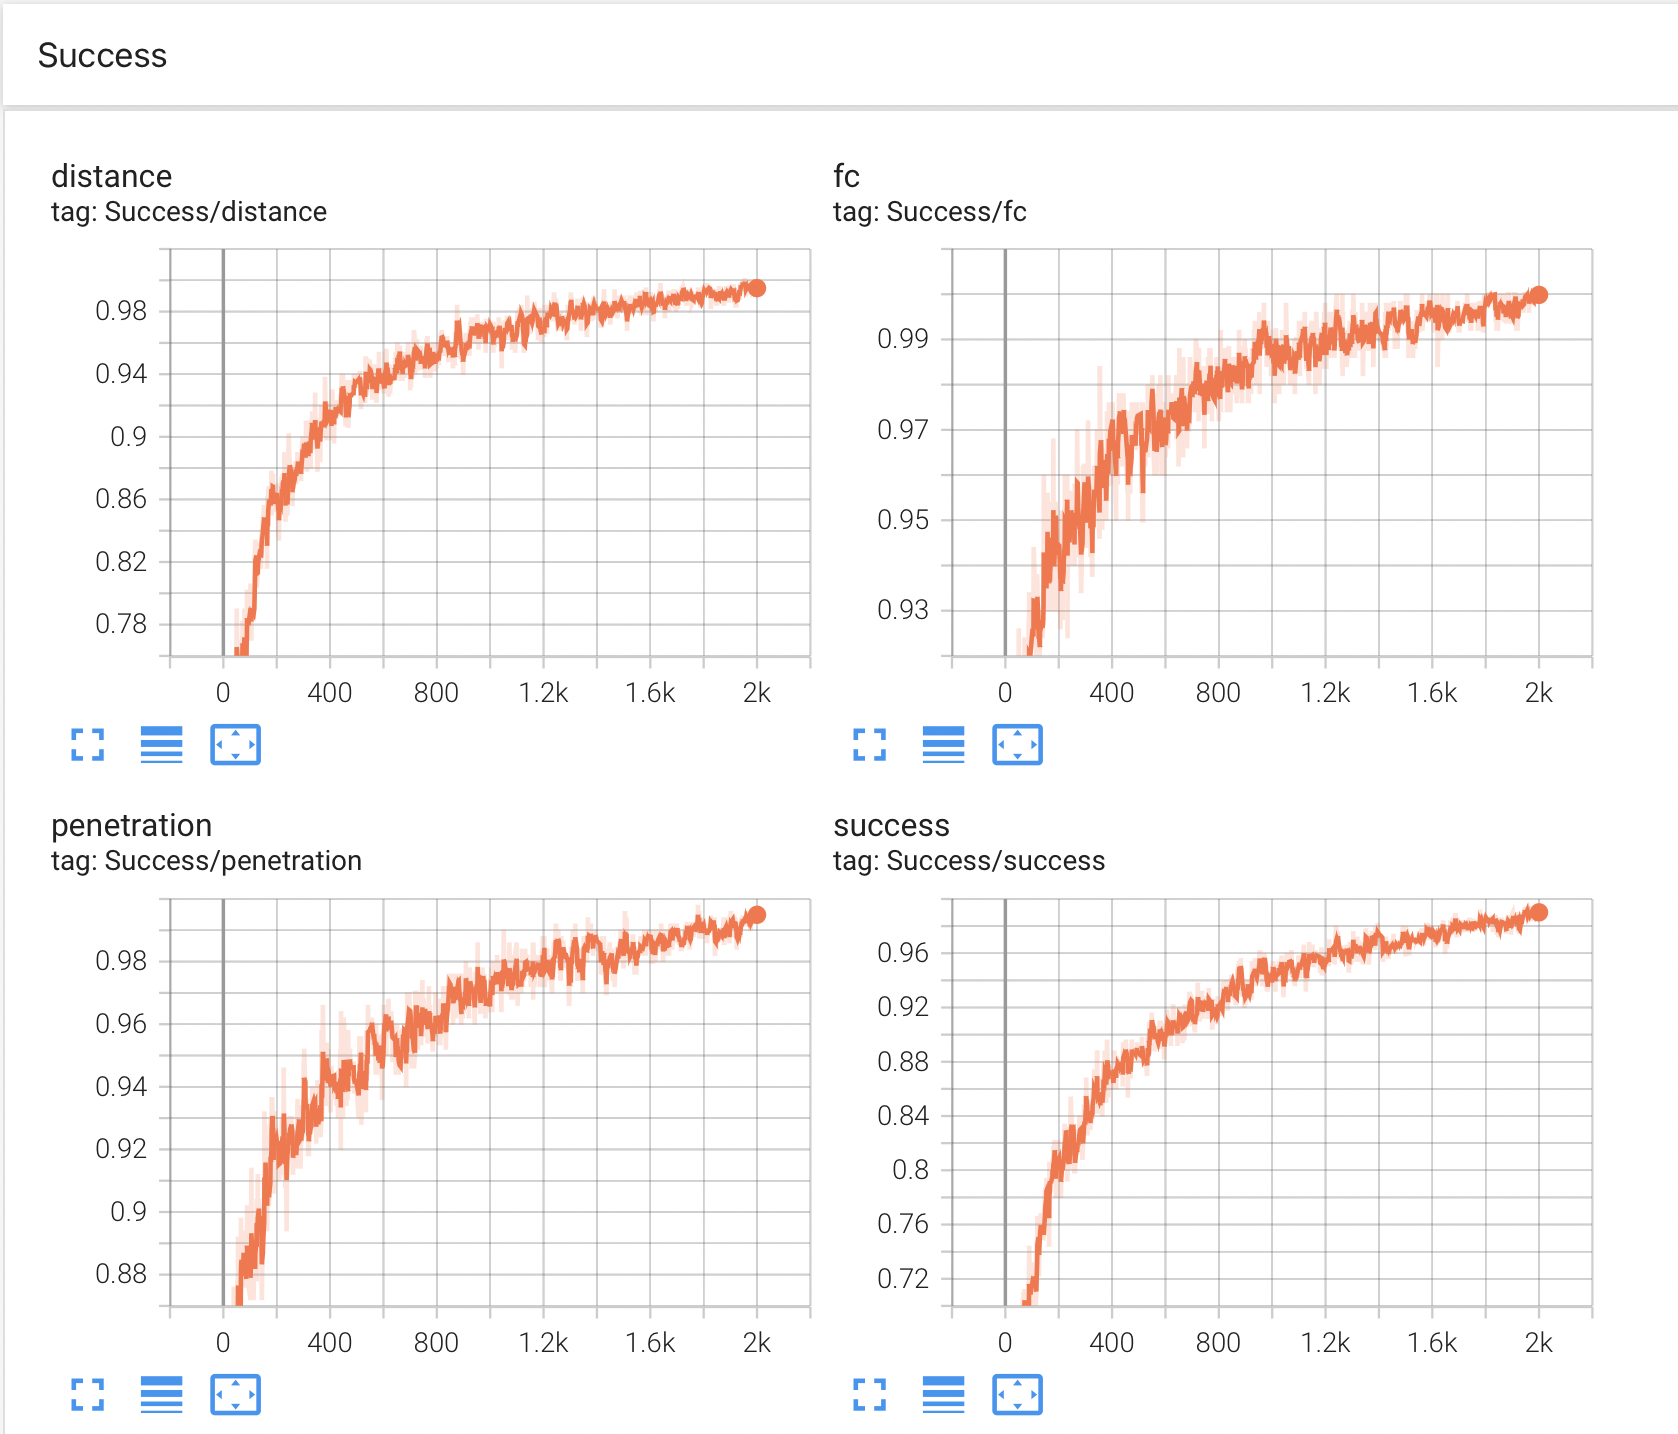 Success
distance
tag: Success/distance
0.98
0.94
0.9
0.86
0.82
0.78
0 400 800 1.2k 1.6k 2k
fc
tag: Success/fc
0.99
0.97
0.95
0.93
0 400 800 1.2k 1.6k 2k
penetration
tag: Success/penetration
0.98
0.96
0.94
0.92
0.9
0.88
0 400 800 1.2k 1.6k 2k
success
tag: Success/success
0.96
0.92
0.88
0.84
0.8
0.76
0.72
0 400 800 1.2k 1.6k 2k